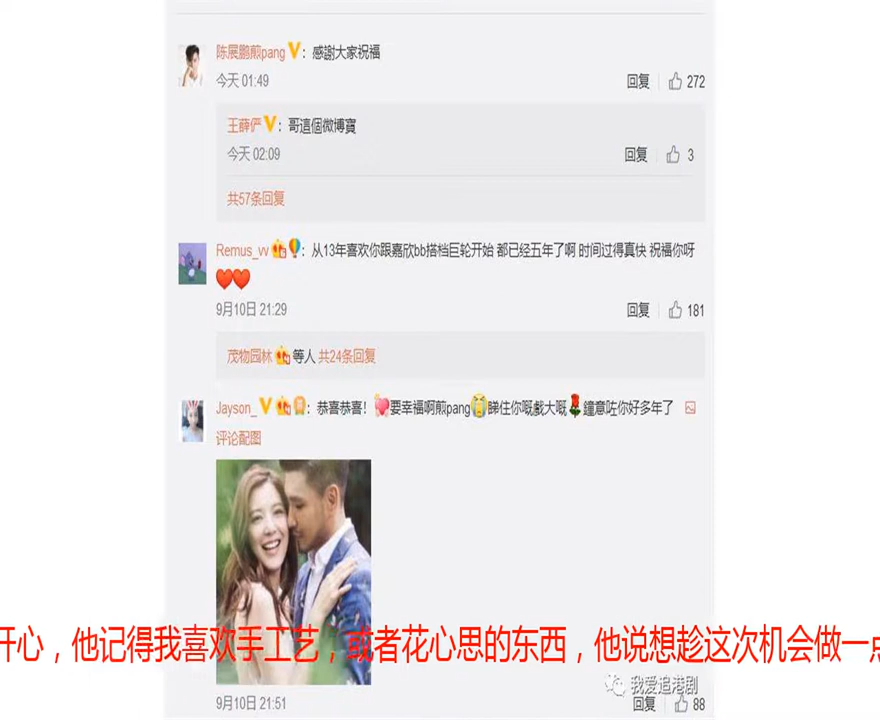 陈展鹏煎pang：感謝大家祝福
今天 01:49
回复 272
王薛俨：哥這個微博寶
今天 02:09
回复 3
共57条回复
Remus_vv：从13年喜欢你跟嘉欣bb搭档巨轮开始 都已经五年了啊 时间过得真快 祝福你呀
9月10日 21:29
回复 181
茂物园林等人 共24条回复
Jayson_：恭喜恭喜！要幸福啊煎pang睇住你嘅戲大嘅鐘意咗你好多年了
评论配图
开心，他记得我喜欢手工艺，或者花心思的东西，他说想趁这次机会做一点
我爱追港剧
9月10日 21:51
回复 88